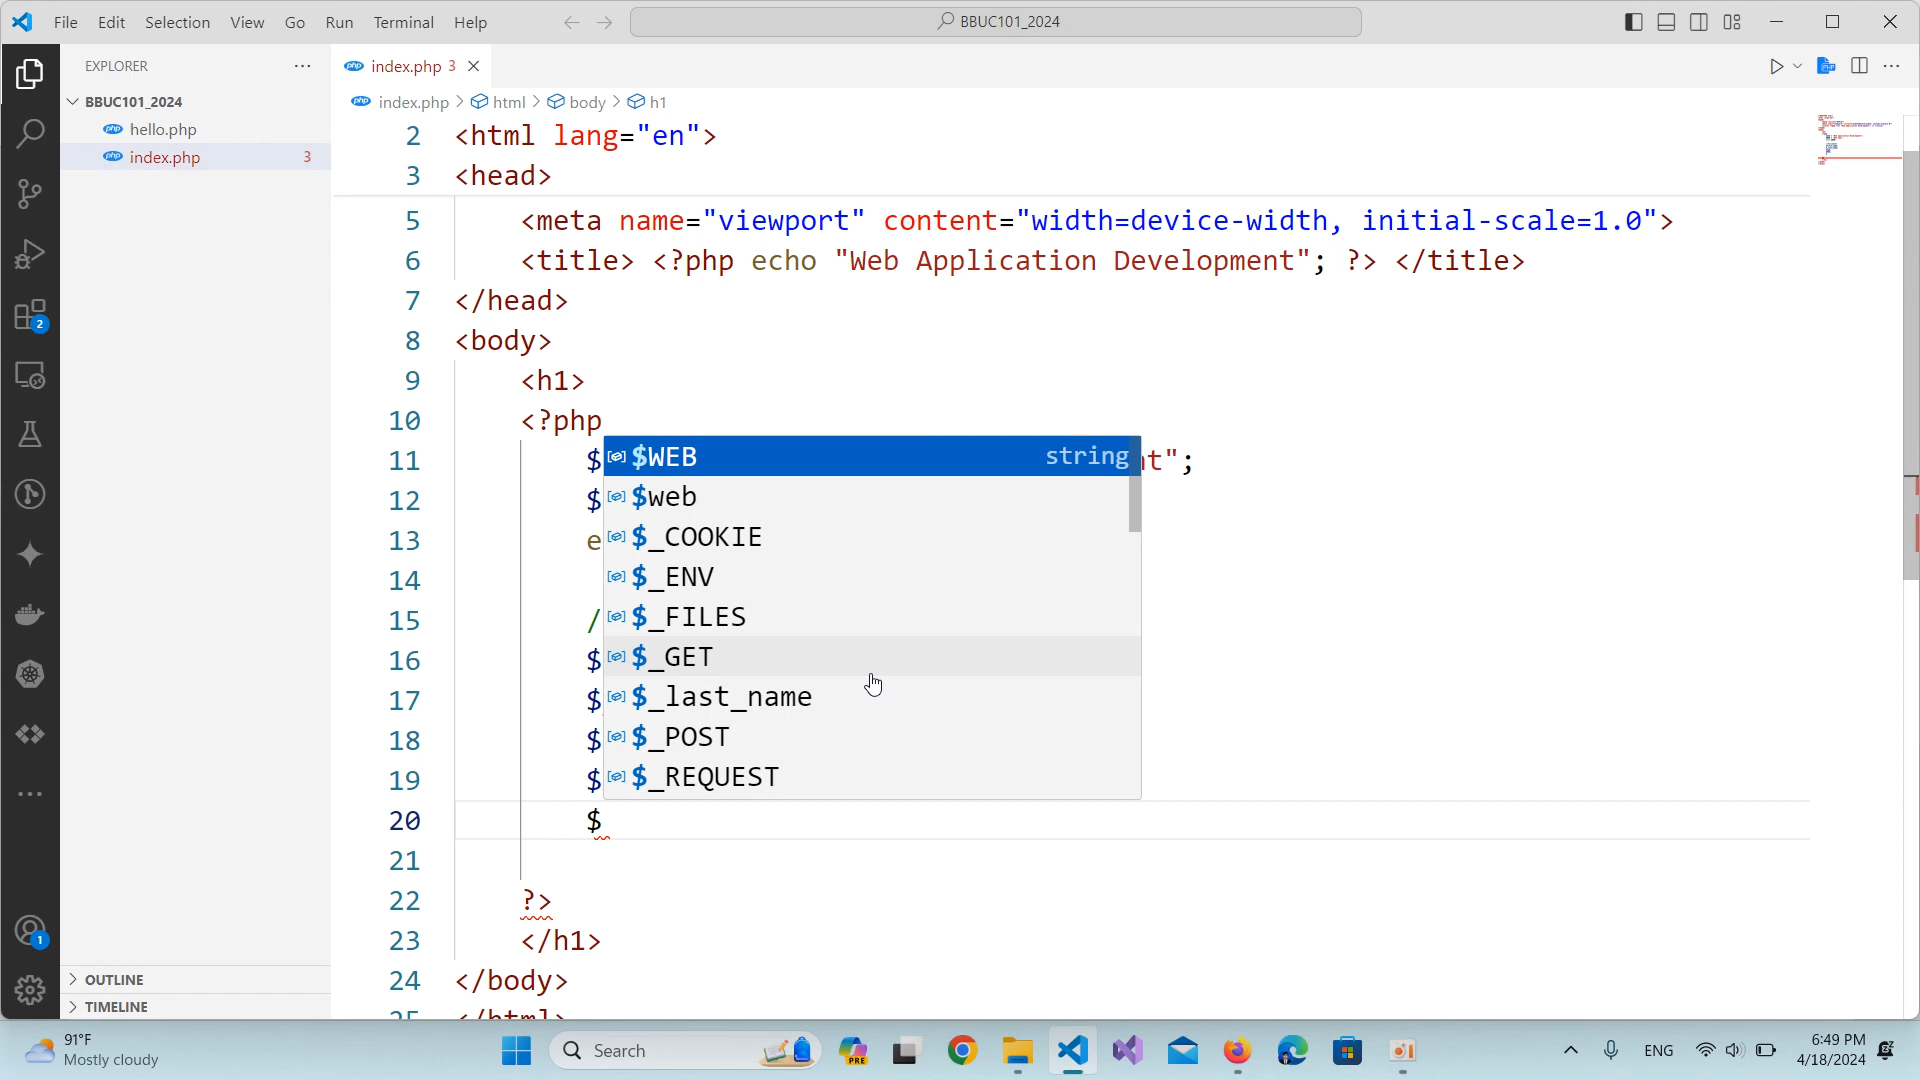 File Edit Selection View Go Run Terminal Help
BBUC101_2024
EXPLORER
BBUC101_2024
hello.php
index.php 3
OUTLINE
TIMELINE
2
1
index.php 3
index.php > html > body > h1
2 <html lang="en">
3 <head>
5 <meta name="viewport" content="width=device-width, initial-scale=1.0">
6 <title> <?php echo "Web Application Development"; ?> </title>
7 </head>
8 <body>
9 <h1>
10 <?php
11 $ t";
12 $
13 e
14
15 /
16 $
17 $
18 $
19 $
20 $
21
22 ?>
23 </h1>
24 </body>
25 </html>
$WEB string
$web
$_COOKIE
$_ENV
$_FILES
$_GET
$_last_name
$_POST
$_REQUEST
91°F
Mostly cloudy
Search
PRE
ENG
6:49 PM
4/18/2024